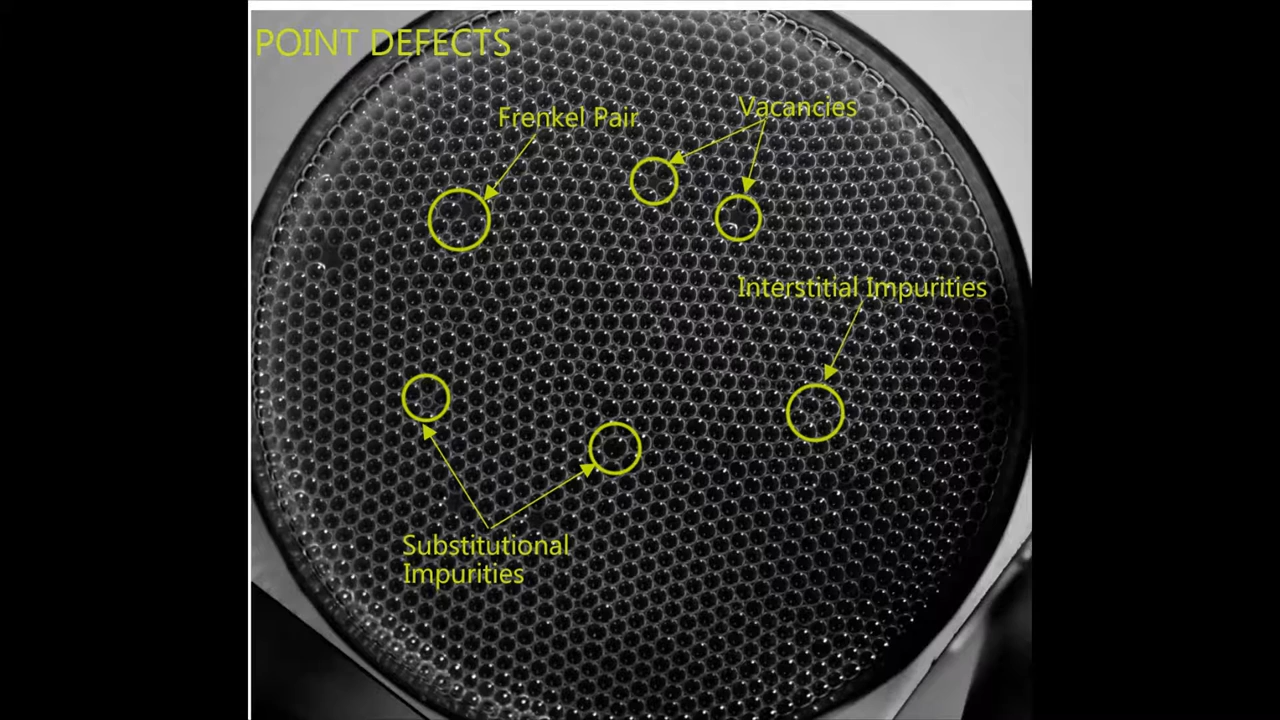 POINT DEFECTS
Frenkel Pair
Vacancies
Interstitial Impurities
Substitutional
Impurities